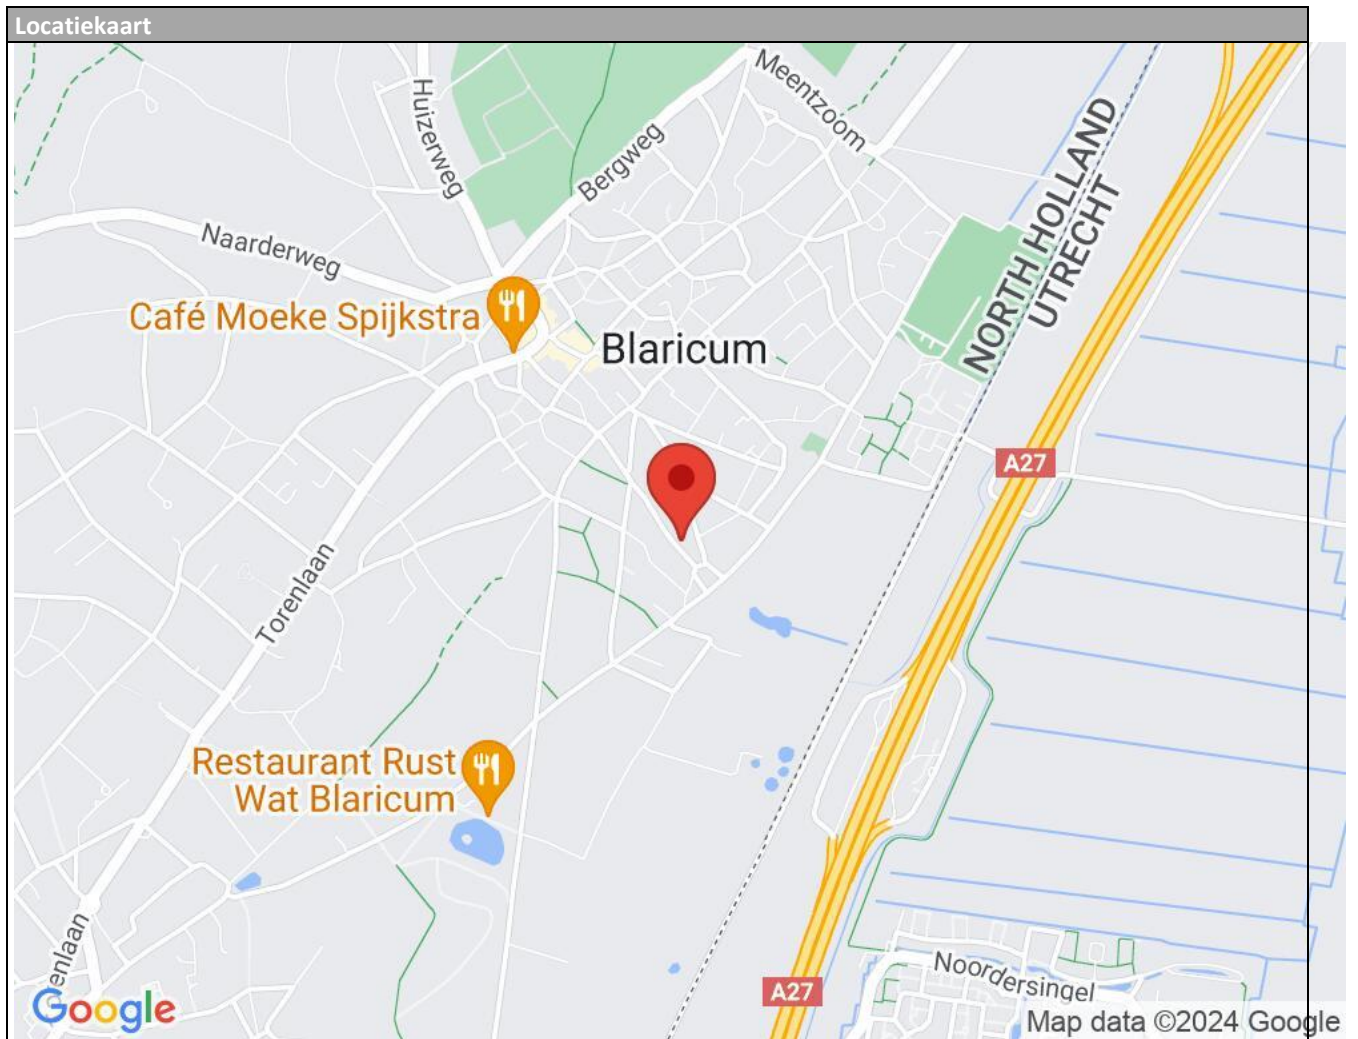 Locatiekaart
Meentzoom
Huizerweg
Bergweg
NORTH HOLLAND
UTRECHT
Naarderweg
Café Moeke Spijkstra
Blaricum
A27
Torenlaan
Restaurant Rust
Wat Blaricum
enlaan
Noordersingel
A27
Google
Map data ©2024 Google